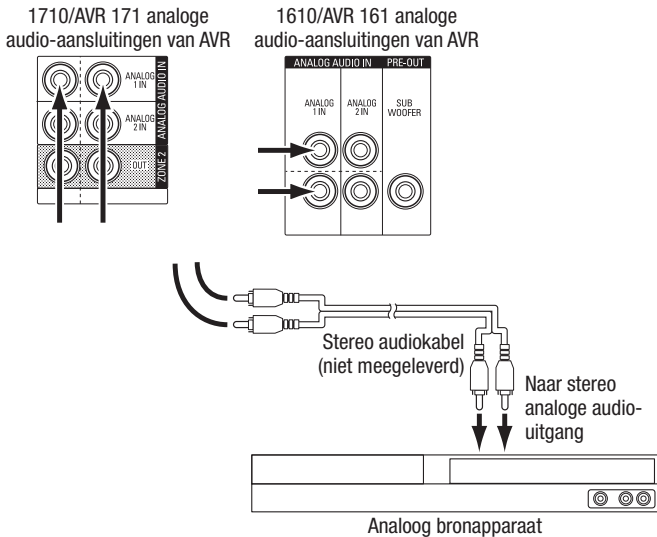 1710/AVR 171 analoge
audio-aansluitingen van AVR
ANALOG
1 IN
ANALOG
2 IN
OUT
ANALOG AUDIO IN
ZONE 2
1610/AVR 161 analoge
audio-aansluitingen van AVR
ANALOG AUDIO IN
PRE-OUT
ANALOG
1 IN
ANALOG
2 IN
SUB
WOOFER
Stereo audiokabel
(niet meegeleverd)
Naar stereo
analoge audio-
uitgang
Analoog bronapparaat